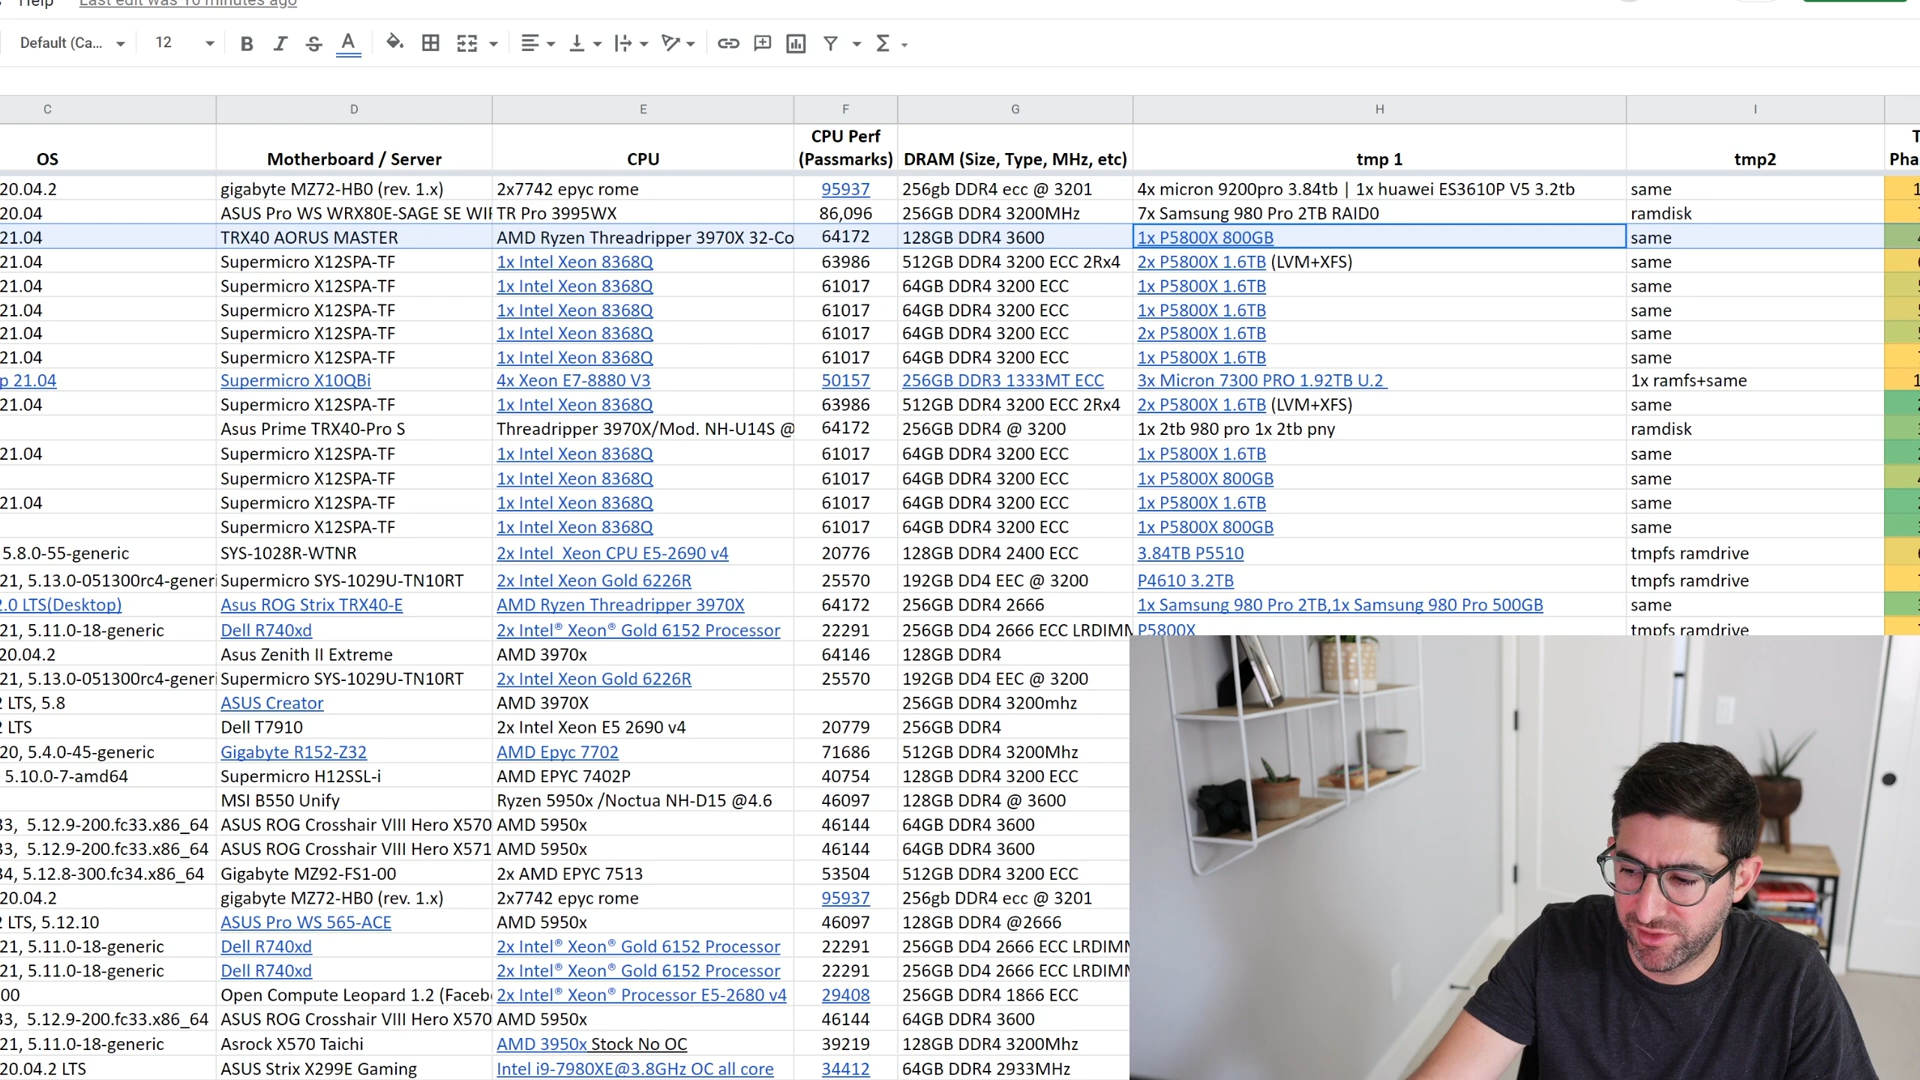 Help Last edit was 16 minutes ago
Default (Ca... 12 B I S A Σ
C D E F G H I
OS Motherboard / Server CPU CPU Perf (Passmarks) DRAM (Size, Type, MHz, etc) tmp 1 tmp2
20.04.2 gigabyte MZ72-HB0 (rev. 1.x) 2x7742 epyc rome 95937 256gb DDR4 ecc @ 3201 4x micron 9200pro 3.84tb | 1x huawei ES3610P V5 3.2tb same
20.04 ASUS Pro WS WRX80E-SAGE SE WI TR Pro 3995WX 86,096 256GB DDR4 3200MHz 7x Samsung 980 Pro 2TB RAID0 ramdisk
21.04 TRX40 AORUS MASTER AMD Ryzen Threadripper 3970X 32-Co 64172 128GB DDR4 3600 1x P5800X 800GB same
21.04 Supermicro X12SPA-TF 1x Intel Xeon 8368Q 63986 512GB DDR4 3200 ECC 2Rx4 2x P5800X 1.6TB (LVM+XFS) same
21.04 Supermicro X12SPA-TF 1x Intel Xeon 8368Q 61017 64GB DDR4 3200 ECC 1x P5800X 1.6TB same
21.04 Supermicro X12SPA-TF 1x Intel Xeon 8368Q 61017 64GB DDR4 3200 ECC 1x P5800X 1.6TB same
21.04 Supermicro X12SPA-TF 1x Intel Xeon 8368Q 61017 64GB DDR4 3200 ECC 2x P5800X 1.6TB same
21.04 Supermicro X12SPA-TF 1x Intel Xeon 8368Q 61017 64GB DDR4 3200 ECC 1x P5800X 1.6TB same
p 21.04 Supermicro X10QBi 4x Xeon E7-8880 V3 50157 256GB DDR3 1333MT ECC 3x Micron 7300 PRO 1.92TB U.2 1x ramfs+same
21.04 Supermicro X12SPA-TF 1x Intel Xeon 8368Q 63986 512GB DDR4 3200 ECC 2Rx4 2x P5800X 1.6TB (LVM+XFS) same
Asus Prime TRX40-Pro S Threadripper 3970X/Mod. NH-U14S @ 64172 256GB DDR4 @ 3200 1x 2tb 980 pro 1x 2tb pny ramdisk
21.04 Supermicro X12SPA-TF 1x Intel Xeon 8368Q 61017 64GB DDR4 3200 ECC 1x P5800X 1.6TB same
Supermicro X12SPA-TF 1x Intel Xeon 8368Q 61017 64GB DDR4 3200 ECC 1x P5800X 800GB same
21.04 Supermicro X12SPA-TF 1x Intel Xeon 8368Q 61017 64GB DDR4 3200 ECC 1x P5800X 1.6TB same
Supermicro X12SPA-TF 1x Intel Xeon 8368Q 61017 64GB DDR4 3200 ECC 1x P5800X 800GB same
5.8.0-55-generic SYS-1028R-WTNR 2x Intel Xeon CPU E5-2690 v4 20776 128GB DDR4 2400 ECC 3.84TB P5510 tmpfs ramdrive
21, 5.13.0-051300rc4-generi Supermicro SYS-1029U-TN10RT 2x Intel Xeon Gold 6226R 25570 192GB DD4 EEC @ 3200 P4610 3.2TB tmpfs ramdrive
2.0 LTS(Desktop) Asus ROG Strix TRX40-E AMD Ryzen Threadripper 3970X 64172 256GB DDR4 2666 1x Samsung 980 Pro 2TB,1x Samsung 980 Pro 500GB same
21, 5.11.0-18-generic Dell R740xd 2x Intel® Xeon® Gold 6152 Processor 22291 256GB DD4 2666 ECC LRDIMM P5800X tmpfs ramdrive
20.04.2 Asus Zenith II Extreme AMD 3970x 64146 128GB DDR4
21, 5.13.0-051300rc4-generi Supermicro SYS-1029U-TN10RT 2x Intel Xeon Gold 6226R 25570 192GB DD4 EEC @ 3200
2 LTS, 5.8 ASUS Creator AMD 3970X 256GB DDR4 3200mhz
2 LTS Dell T7910 2x Intel Xeon E5 2690 v4 20779 256GB DDR4
20, 5.4.0-45-generic Gigabyte R152-Z32 AMD Epyc 7702 71686 512GB DDR4 3200Mhz
5.10.0-7-amd64 Supermicro H12SSL-i AMD EPYC 7402P 40754 128GB DDR4 3200 ECC
MSI B550 Unify Ryzen 5950x /Noctua NH-D15 @4.6 46097 128GB DDR4 @ 3600
33, 5.12.9-200.fc33.x86_64 ASUS ROG Crosshair VIII Hero X570 AMD 5950x 46144 64GB DDR4 3600
33, 5.12.9-200.fc33.x86_64 ASUS ROG Crosshair VIII Hero X571 AMD 5950x 46144 64GB DDR4 3600
34, 5.12.8-300.fc34.x86_64 Gigabyte MZ92-FS1-00 2x AMD EPYC 7513 53504 512GB DDR4 3200 ECC
20.04.2 gigabyte MZ72-HB0 (rev. 1.x) 2x7742 epyc rome 95937 256gb DDR4 ecc @ 3201
2 LTS, 5.12.10 ASUS Pro WS 565-ACE AMD 5950x 46097 128GB DDR4 @2666
21, 5.11.0-18-generic Dell R740xd 2x Intel® Xeon® Gold 6152 Processor 22291 256GB DD4 2666 ECC LRDIMM
21, 5.11.0-18-generic Dell R740xd 2x Intel® Xeon® Gold 6152 Processor 22291 256GB DD4 2666 ECC LRDIMM
00 Open Compute Leopard 1.2 (Faceb 2x Intel® Xeon® Processor E5-2680 v4 29408 256GB DDR4 1866 ECC
33, 5.12.9-200.fc33.x86_64 ASUS ROG Crosshair VIII Hero X570 AMD 5950x 46144 64GB DDR4 3600
21, 5.11.0-18-generic Asrock X570 Taichi AMD 3950x Stock No OC 39219 128GB DDR4 3200Mhz
20.04.2 LTS ASUS Strix X299E Gaming Intel i9-7980XE@3.8GHz OC all core 34412 64GB DDR4 2933MHz